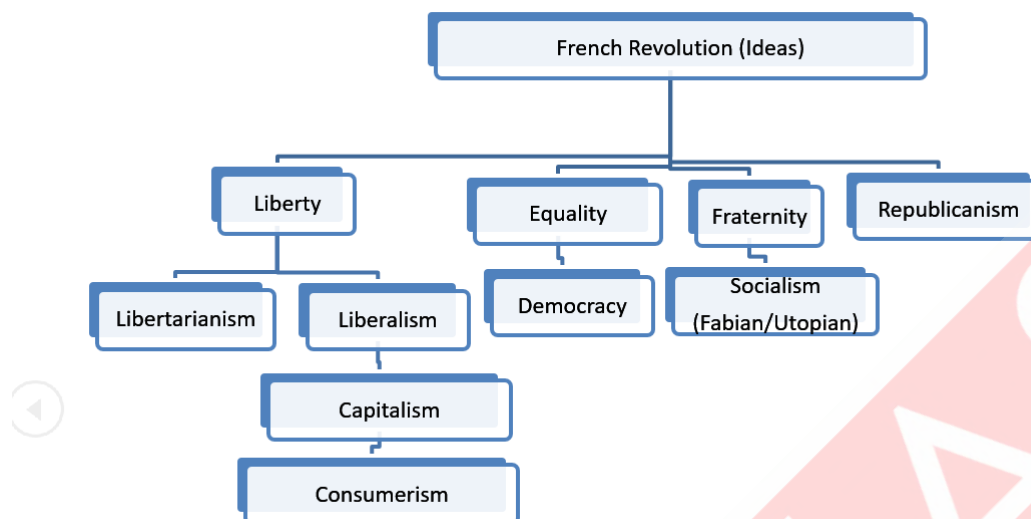 French Revolution (Ideas)
Liberty
Equality
Fraternity
Republicanism
Libertarianism
Liberalism
Democracy
Socialism
(Fabian/Utopian)
Capitalism
Consumerism